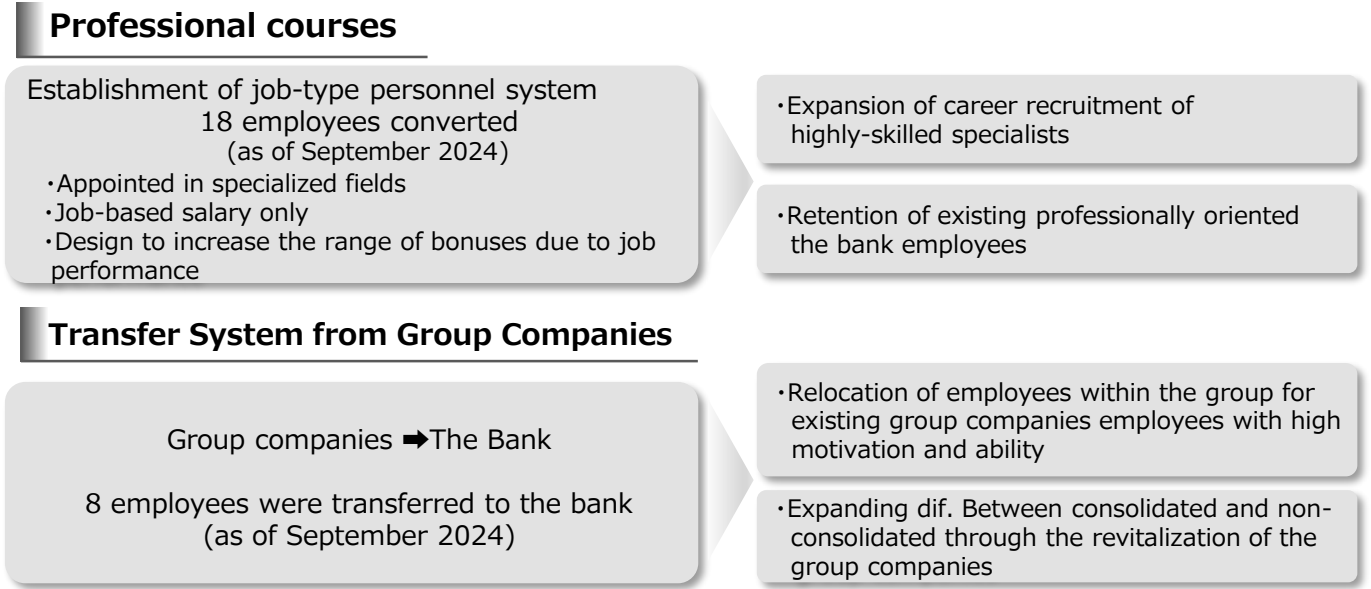 Professional courses
Establishment of job-type personnel system
18 employees converted
(as of September 2024)
・Appointed in specialized fields
・Job-based salary only
・Design to increase the range of bonuses due to job
performance
・Expansion of career recruitment of
highly-skilled specialists
・Retention of existing professionally oriented
the bank employees
Transfer System from Group Companies
Group companies ➡The Bank
8 employees were transferred to the bank
(as of September 2024)
・Relocation of employees within the group for
existing group companies employees with high
motivation and ability
・Expanding dif. Between consolidated and non-
consolidated through the revitalization of the
group companies